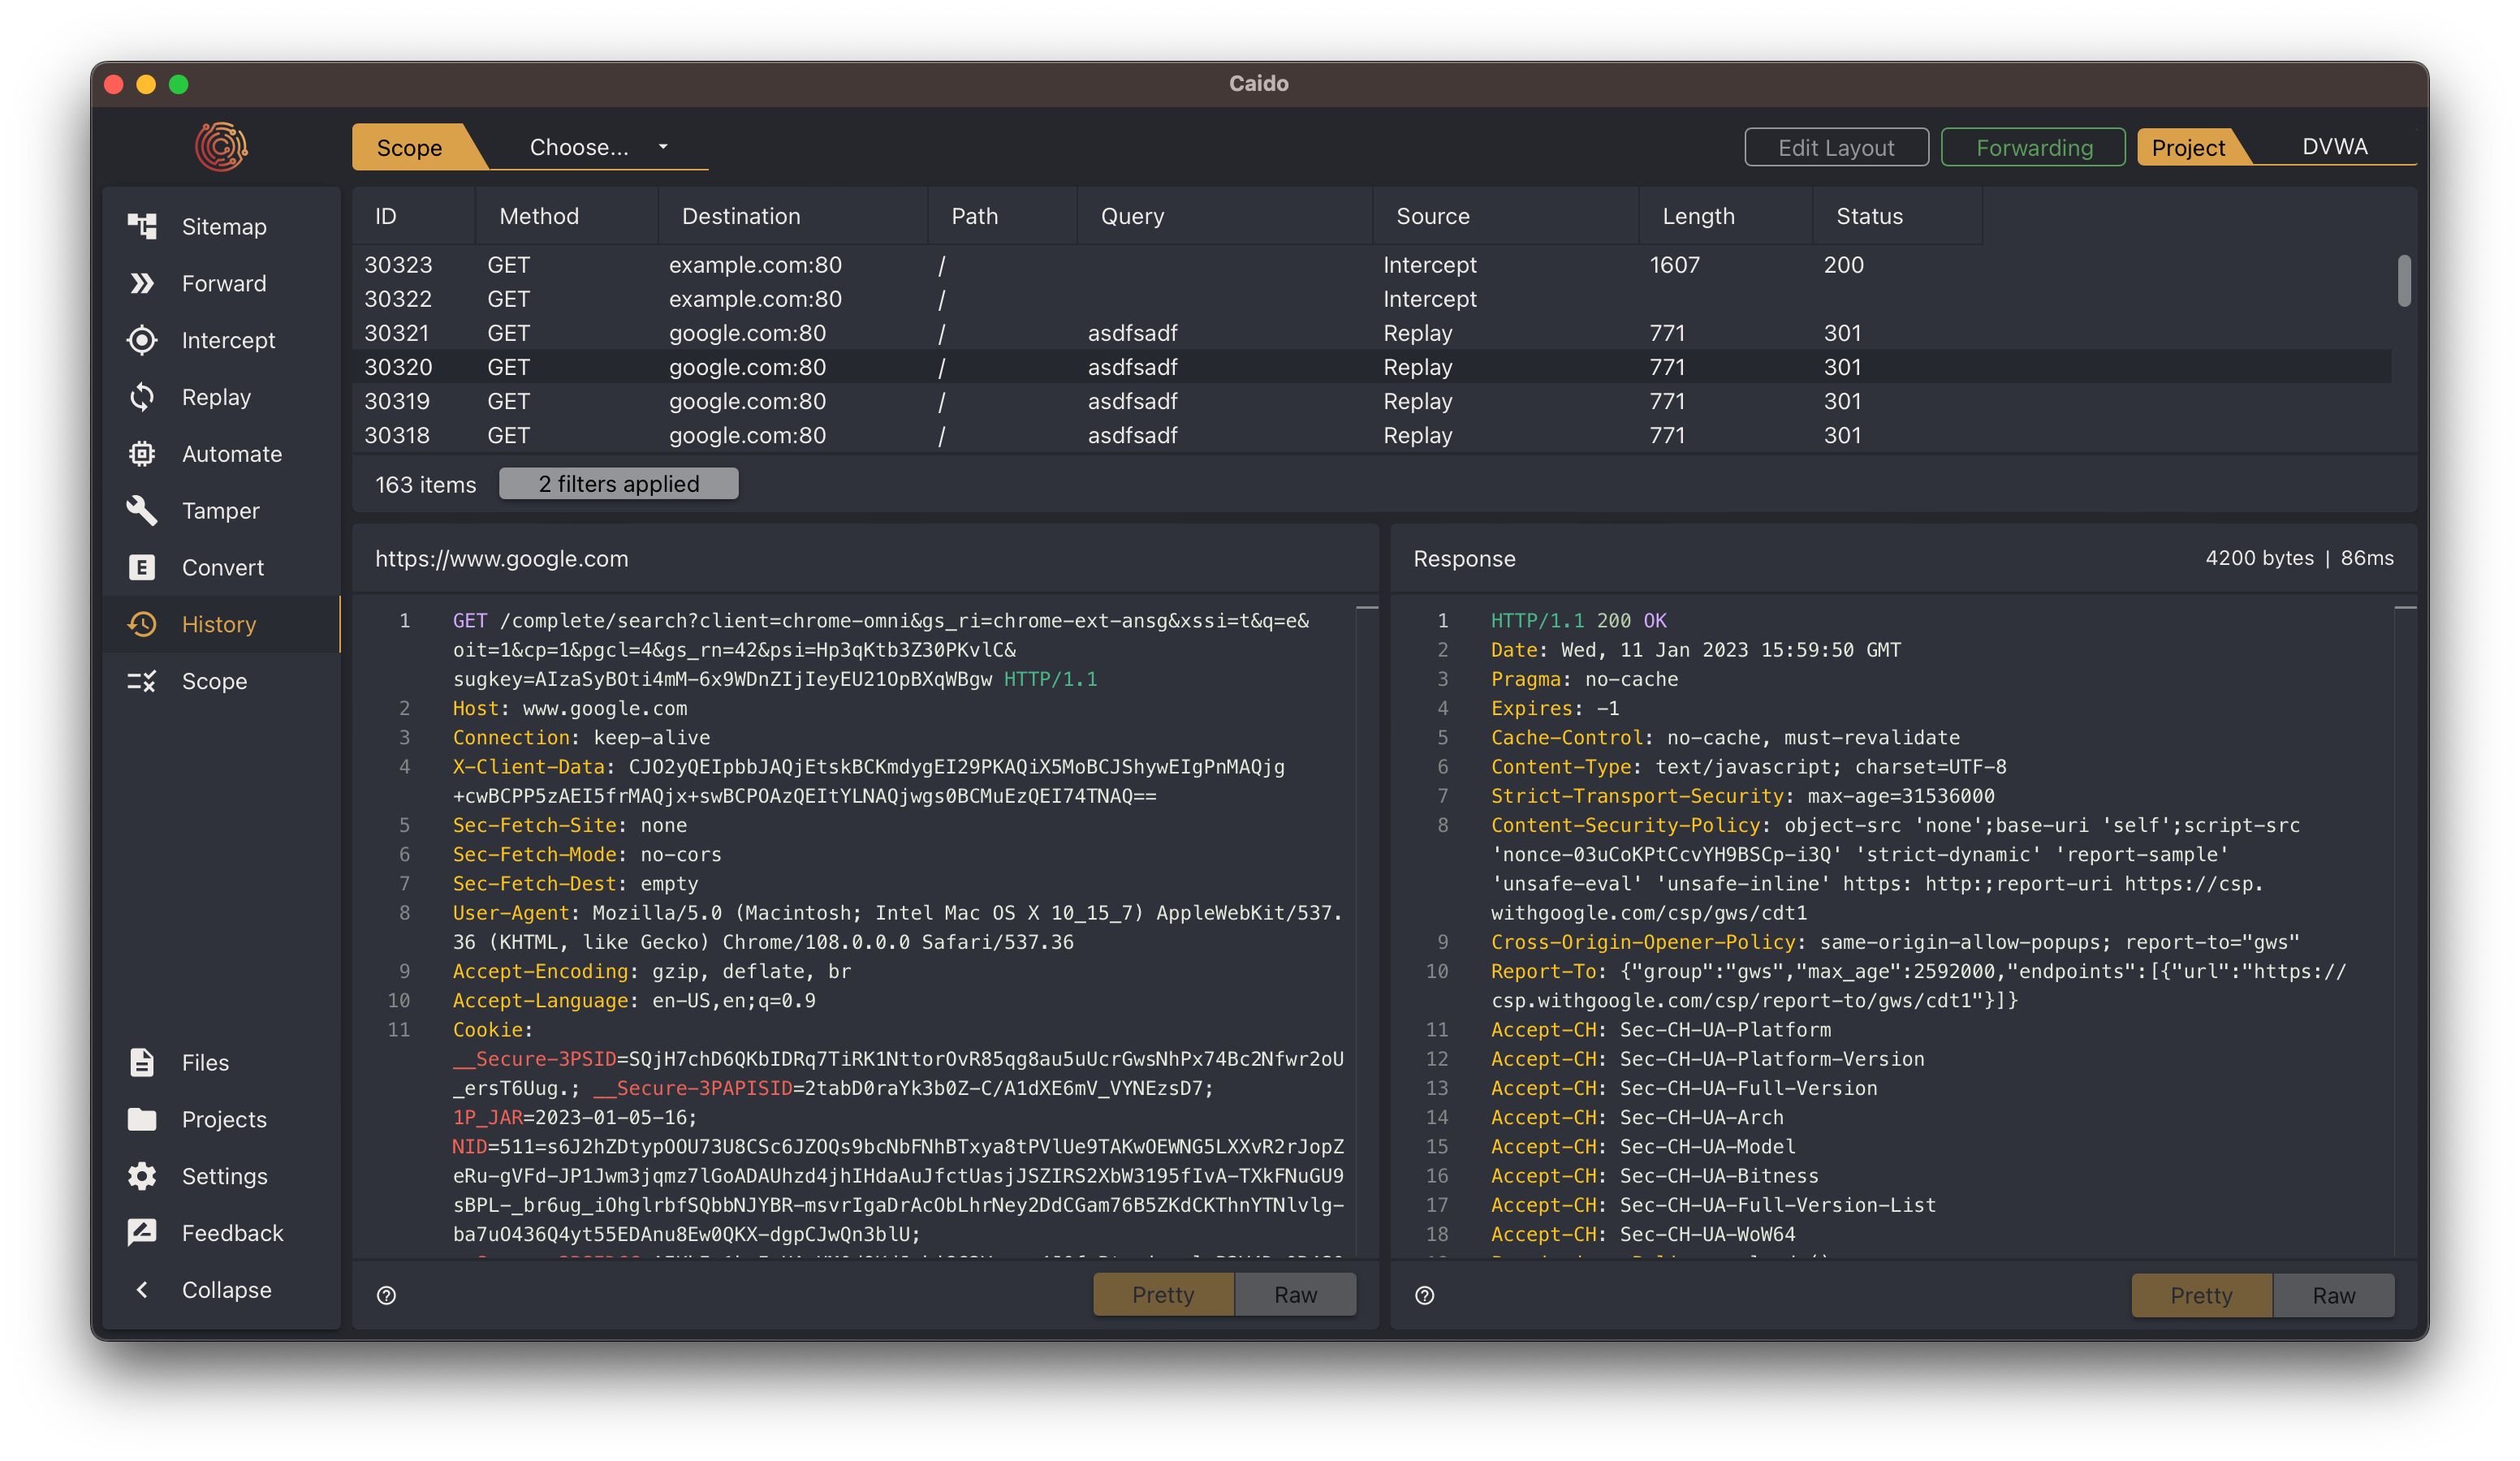 Caido
Scope Choose... Edit Layout Forwarding Project DVWA
Sitemap
Forward
Intercept
Replay
Automate
Tamper
Convert
History
Scope
Files
Projects
Settings
Feedback
Collapse
ID Method Destination Path Query Source Length Status
30323 GET example.com:80 / Intercept 1607 200
30322 GET example.com:80 / Intercept
30321 GET google.com:80 / asdfsadf Replay 771 301
30320 GET google.com:80 / asdfsadf Replay 771 301
30319 GET google.com:80 / asdfsadf Replay 771 301
30318 GET google.com:80 / asdfsadf Replay 771 301
163 items 2 filters applied
https://www.google.com
1 GET /complete/search?client=chrome-omni&gs_ri=chrome-ext-ansg&xssi=t&q=e&
oit=1&cp=1&pgcl=4&gs_rn=42&psi=Hp3qKtb3Z30PKvlC&
sugkey=AIzaSyBOti4mM-6x9WDnZIjIeyEU21OpBXqWBgw HTTP/1.1
2 Host: www.google.com
3 Connection: keep-alive
4 X-Client-Data: CJO2yQEIpbbJAQjEtskBCKmdygEI29PKAQiX5MoBCJShywEIgPnMAQjg
+cwBCPP5zAEI5frMAQjx+swBCPOAzQEItYLNAQjwgs0BCMuEzQEI74TNAQ==
5 Sec-Fetch-Site: none
6 Sec-Fetch-Mode: no-cors
7 Sec-Fetch-Dest: empty
8 User-Agent: Mozilla/5.0 (Macintosh; Intel Mac OS X 10_15_7) AppleWebKit/537.
36 (KHTML, like Gecko) Chrome/108.0.0.0 Safari/537.36
9 Accept-Encoding: gzip, deflate, br
10 Accept-Language: en-US,en;q=0.9
11 Cookie:
__Secure-3PSID=SQjH7chD6QKbIDRq7TiRK1NttorOvR85qg8au5uUcrGwsNhPx74Bc2Nfwr2oU
_ersT6Uug.; __Secure-3PAPISID=2tabD0raYk3b0Z-C/A1dXE6mV_VYNEzsD7;
1P_JAR=2023-01-05-16;
NID=511=s6J2hZDtypOOU73U8CSc6JZOQs9bcNbFNhBTxya8tPVlUe9TAKwOEWNG5LXXvR2rJopZ
eRu-gVFd-JP1Jwm3jqmz7lGoADAUhzd4jhIHdaAuJfctUasjJSZIRS2XbW3195fIvA-TXkFNuGU9
sBPL-_br6ug_iOhglrbfSQbbNJYBR-msvrIgaDrAcObLhrNey2DdCGam76B5ZKdCKThnYTNlvlg-
ba7uO436Q4yt55EDAnu8Ew0QKX-dgpCJwQn3blU;
Pretty Raw
Response 4200 bytes | 86ms
1 HTTP/1.1 200 OK
2 Date: Wed, 11 Jan 2023 15:59:50 GMT
3 Pragma: no-cache
4 Expires: -1
5 Cache-Control: no-cache, must-revalidate
6 Content-Type: text/javascript; charset=UTF-8
7 Strict-Transport-Security: max-age=31536000
8 Content-Security-Policy: object-src 'none';base-uri 'self';script-src
'nonce-03uCoKPtCcvYH9BSCp-i3Q' 'strict-dynamic' 'report-sample'
'unsafe-eval' 'unsafe-inline' https: http:;report-uri https://csp.
withgoogle.com/csp/gws/cdt1
9 Cross-Origin-Opener-Policy: same-origin-allow-popups; report-to="gws"
10 Report-To: {"group":"gws","max_age":2592000,"endpoints":[{"url":"https://
csp.withgoogle.com/csp/report-to/gws/cdt1"}]}
11 Accept-CH: Sec-CH-UA-Platform
12 Accept-CH: Sec-CH-UA-Platform-Version
13 Accept-CH: Sec-CH-UA-Full-Version
14 Accept-CH: Sec-CH-UA-Arch
15 Accept-CH: Sec-CH-UA-Model
16 Accept-CH: Sec-CH-UA-Bitness
17 Accept-CH: Sec-CH-UA-Full-Version-List
18 Accept-CH: Sec-CH-UA-WoW64
Pretty Raw